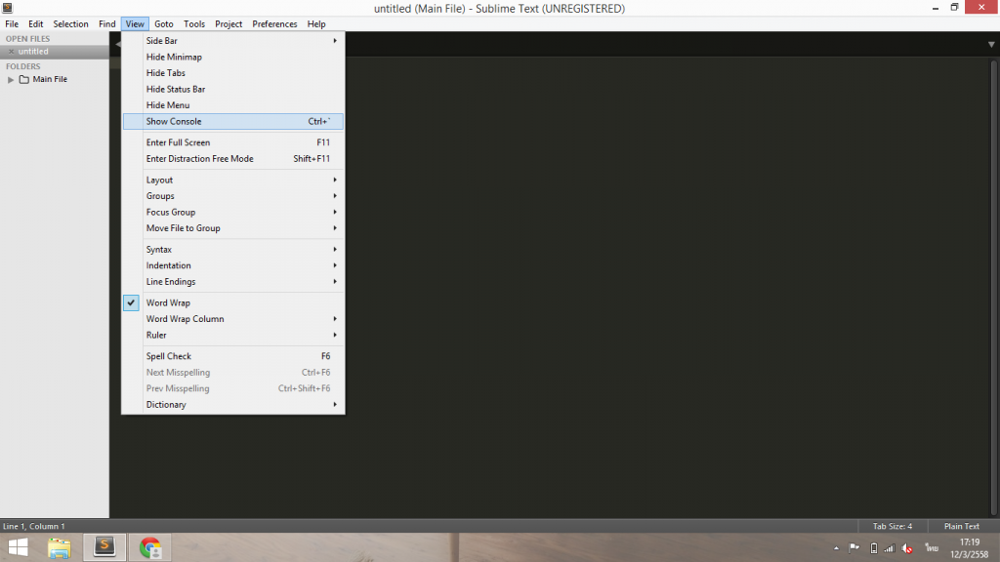 untitled (Main File) - Sublime Text (UNREGISTERED)
File Edit Selection Find View Goto Tools Project Preferences Help
OPEN FILES
untitled
FOLDERS
Main File
Side Bar
Hide Minimap
Hide Tabs
Hide Status Bar
Hide Menu
Show Console Ctrl+`
Enter Full Screen F11
Enter Distraction Free Mode Shift+F11
Layout
Groups
Focus Group
Move File to Group
Syntax
Indentation
Line Endings
Word Wrap
Word Wrap Column
Ruler
Spell Check F6
Next Misspelling Ctrl+F6
Prev Misspelling Ctrl+Shift+F6
Dictionary
Line 1, Column 1 Tab Size: 4 Plain Text
ไทย
17:19
12/3/2558